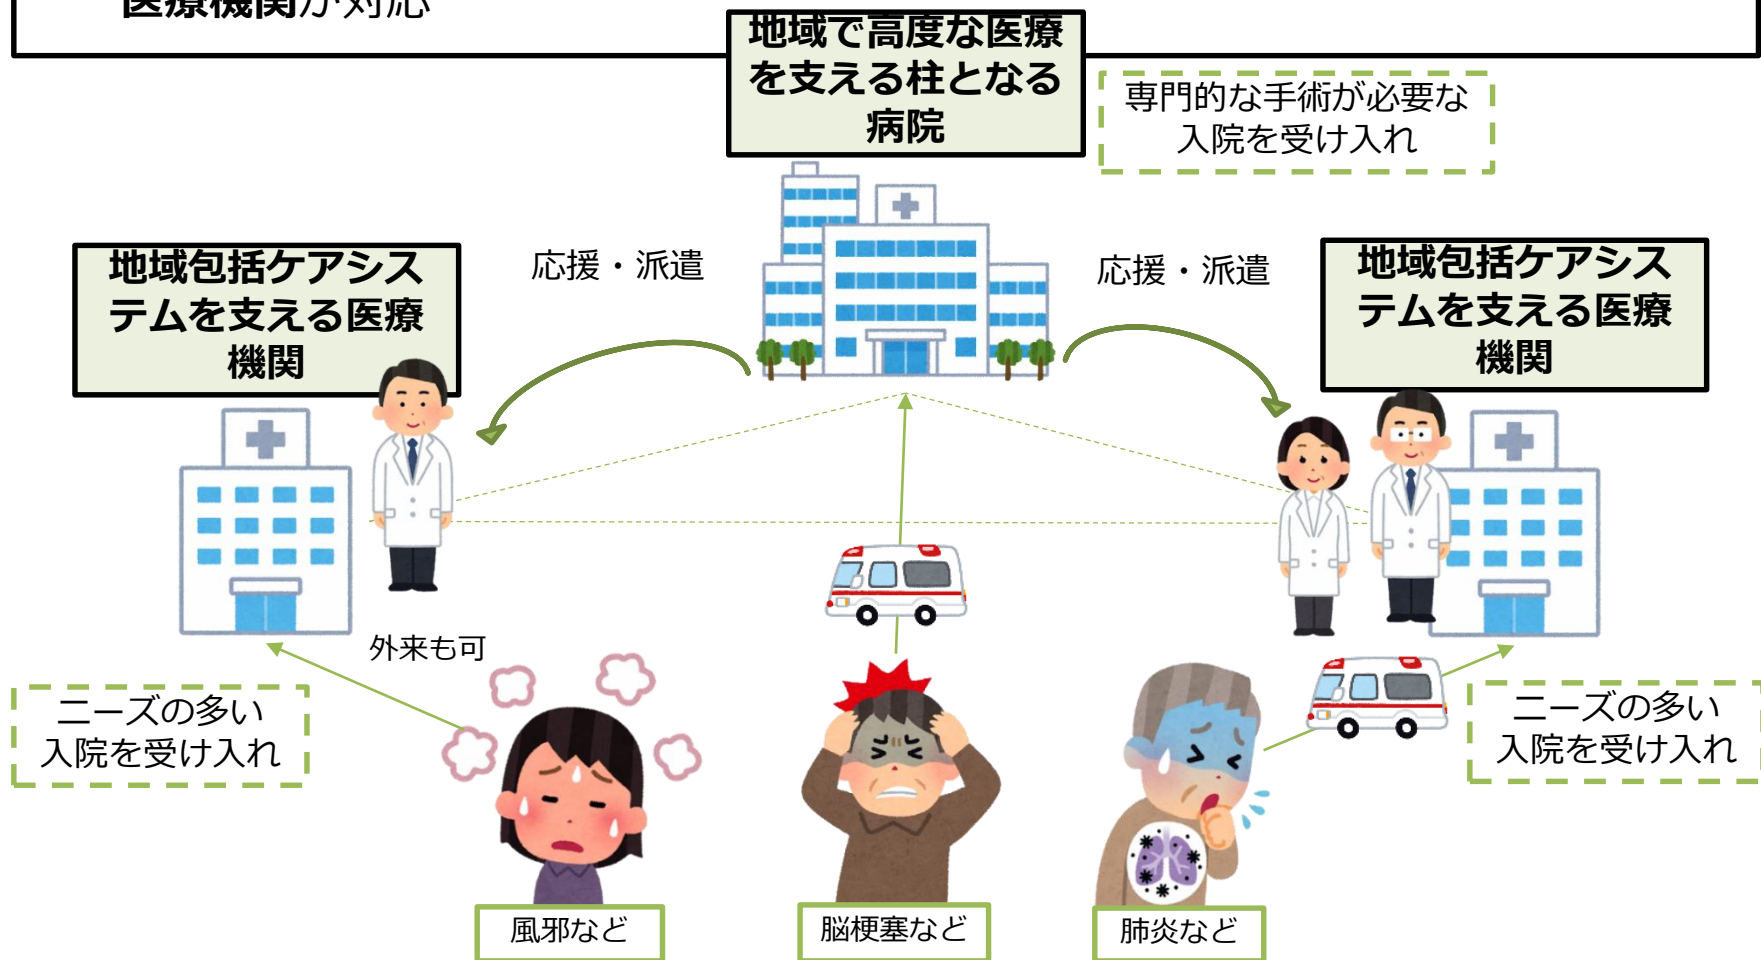 医療機関が対応
地域で高度な医療
を支える柱となる
病院
専門的な手術が必要な
入院を受け入れ
地域包括ケアシス
テムを支える医療
機関
応援・派遣
応援・派遣
地域包括ケアシス
テムを支える医療
機関
外来も可
ニーズの多い
入院を受け入れ
ニーズの多い
入院を受け入れ
風邪など
脳梗塞など
肺炎など